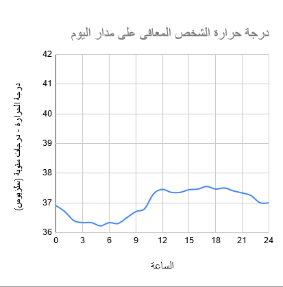 درجة حرارة الشخص المعافى على مدار اليوم
درجة الحرارة - درجات مئوية (سلزيوس)
42
41
40
39
38
37
36
0 3 6 9 12 15 18 21 24
الساعة